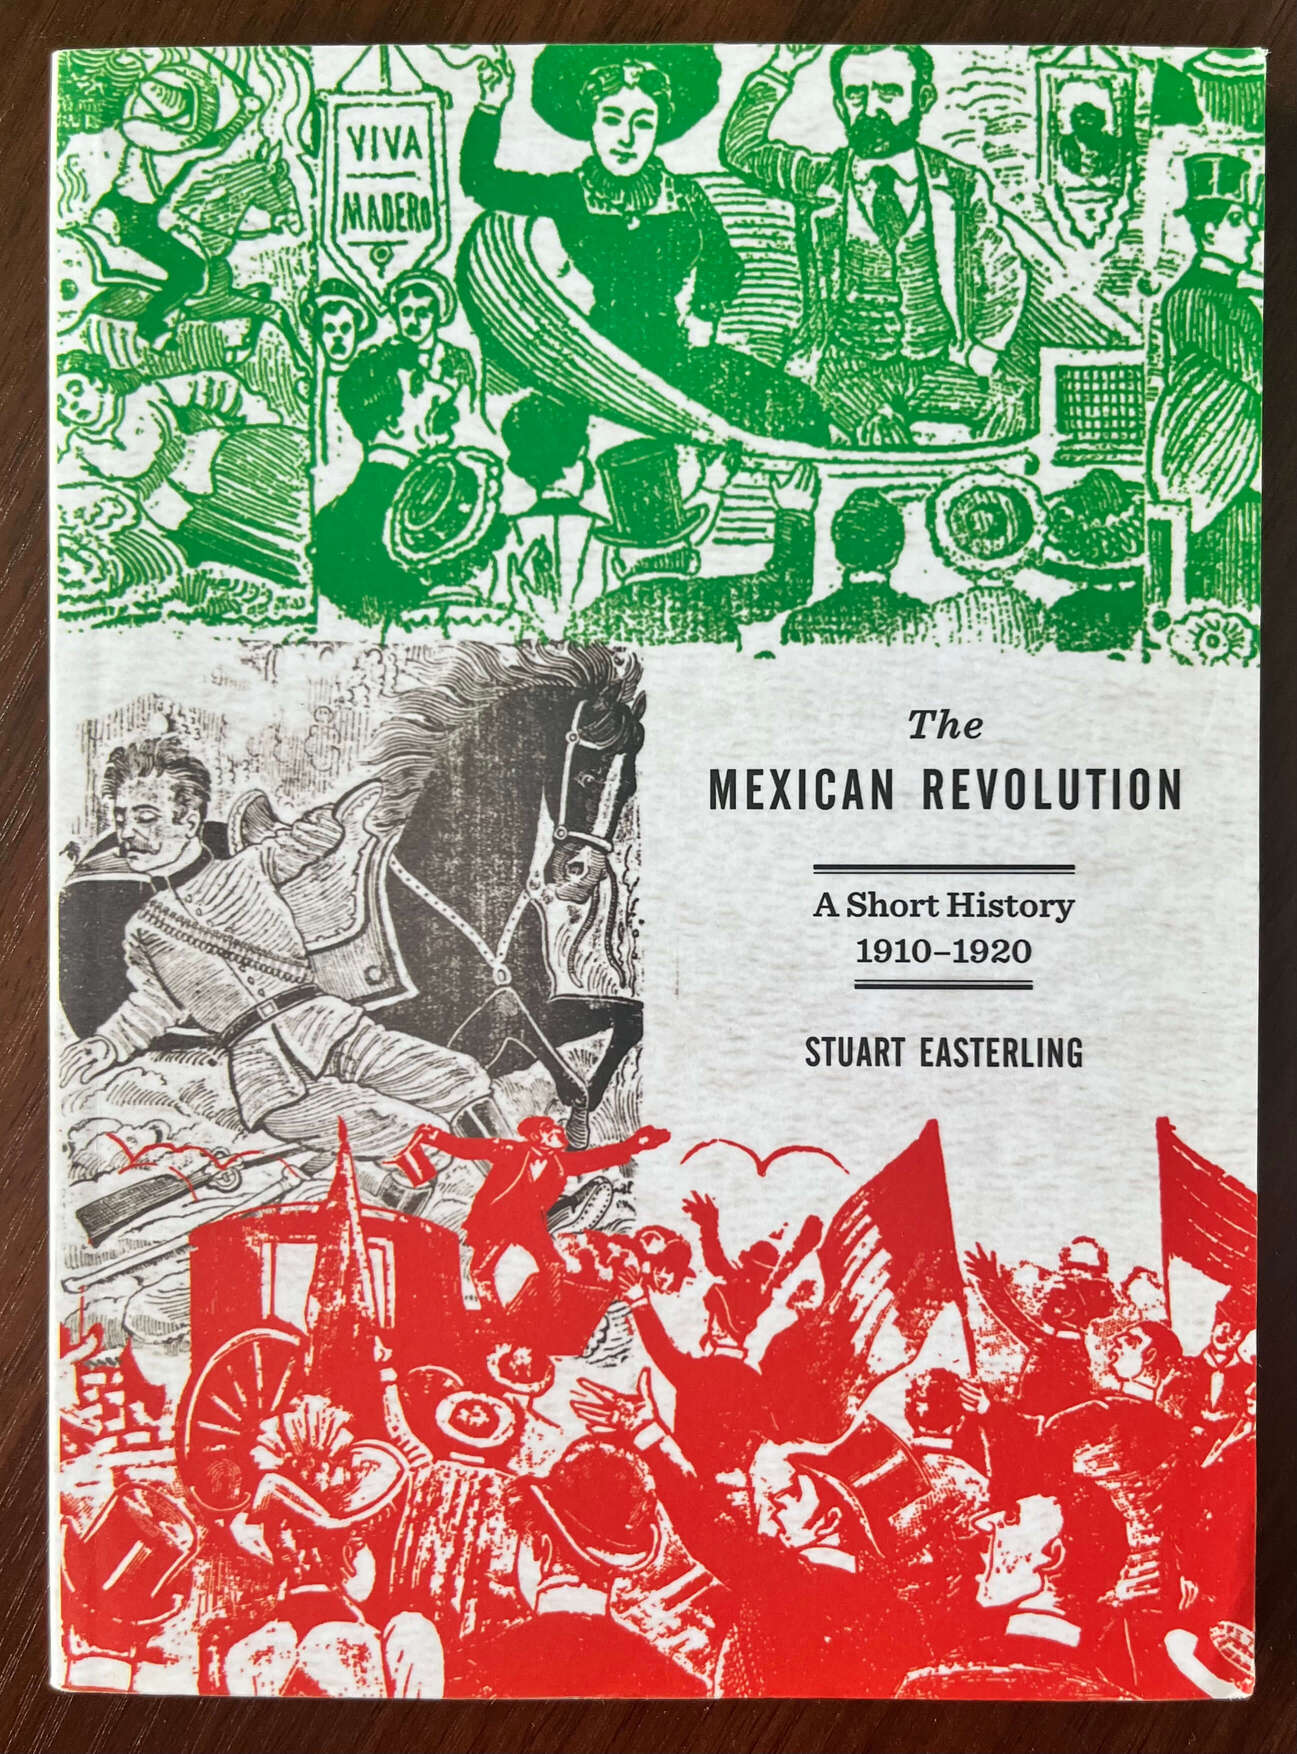 VIVA
MADERO
The
MEXICAN REVOLUTION
A Short History
1910–1920
STUART EASTERLING